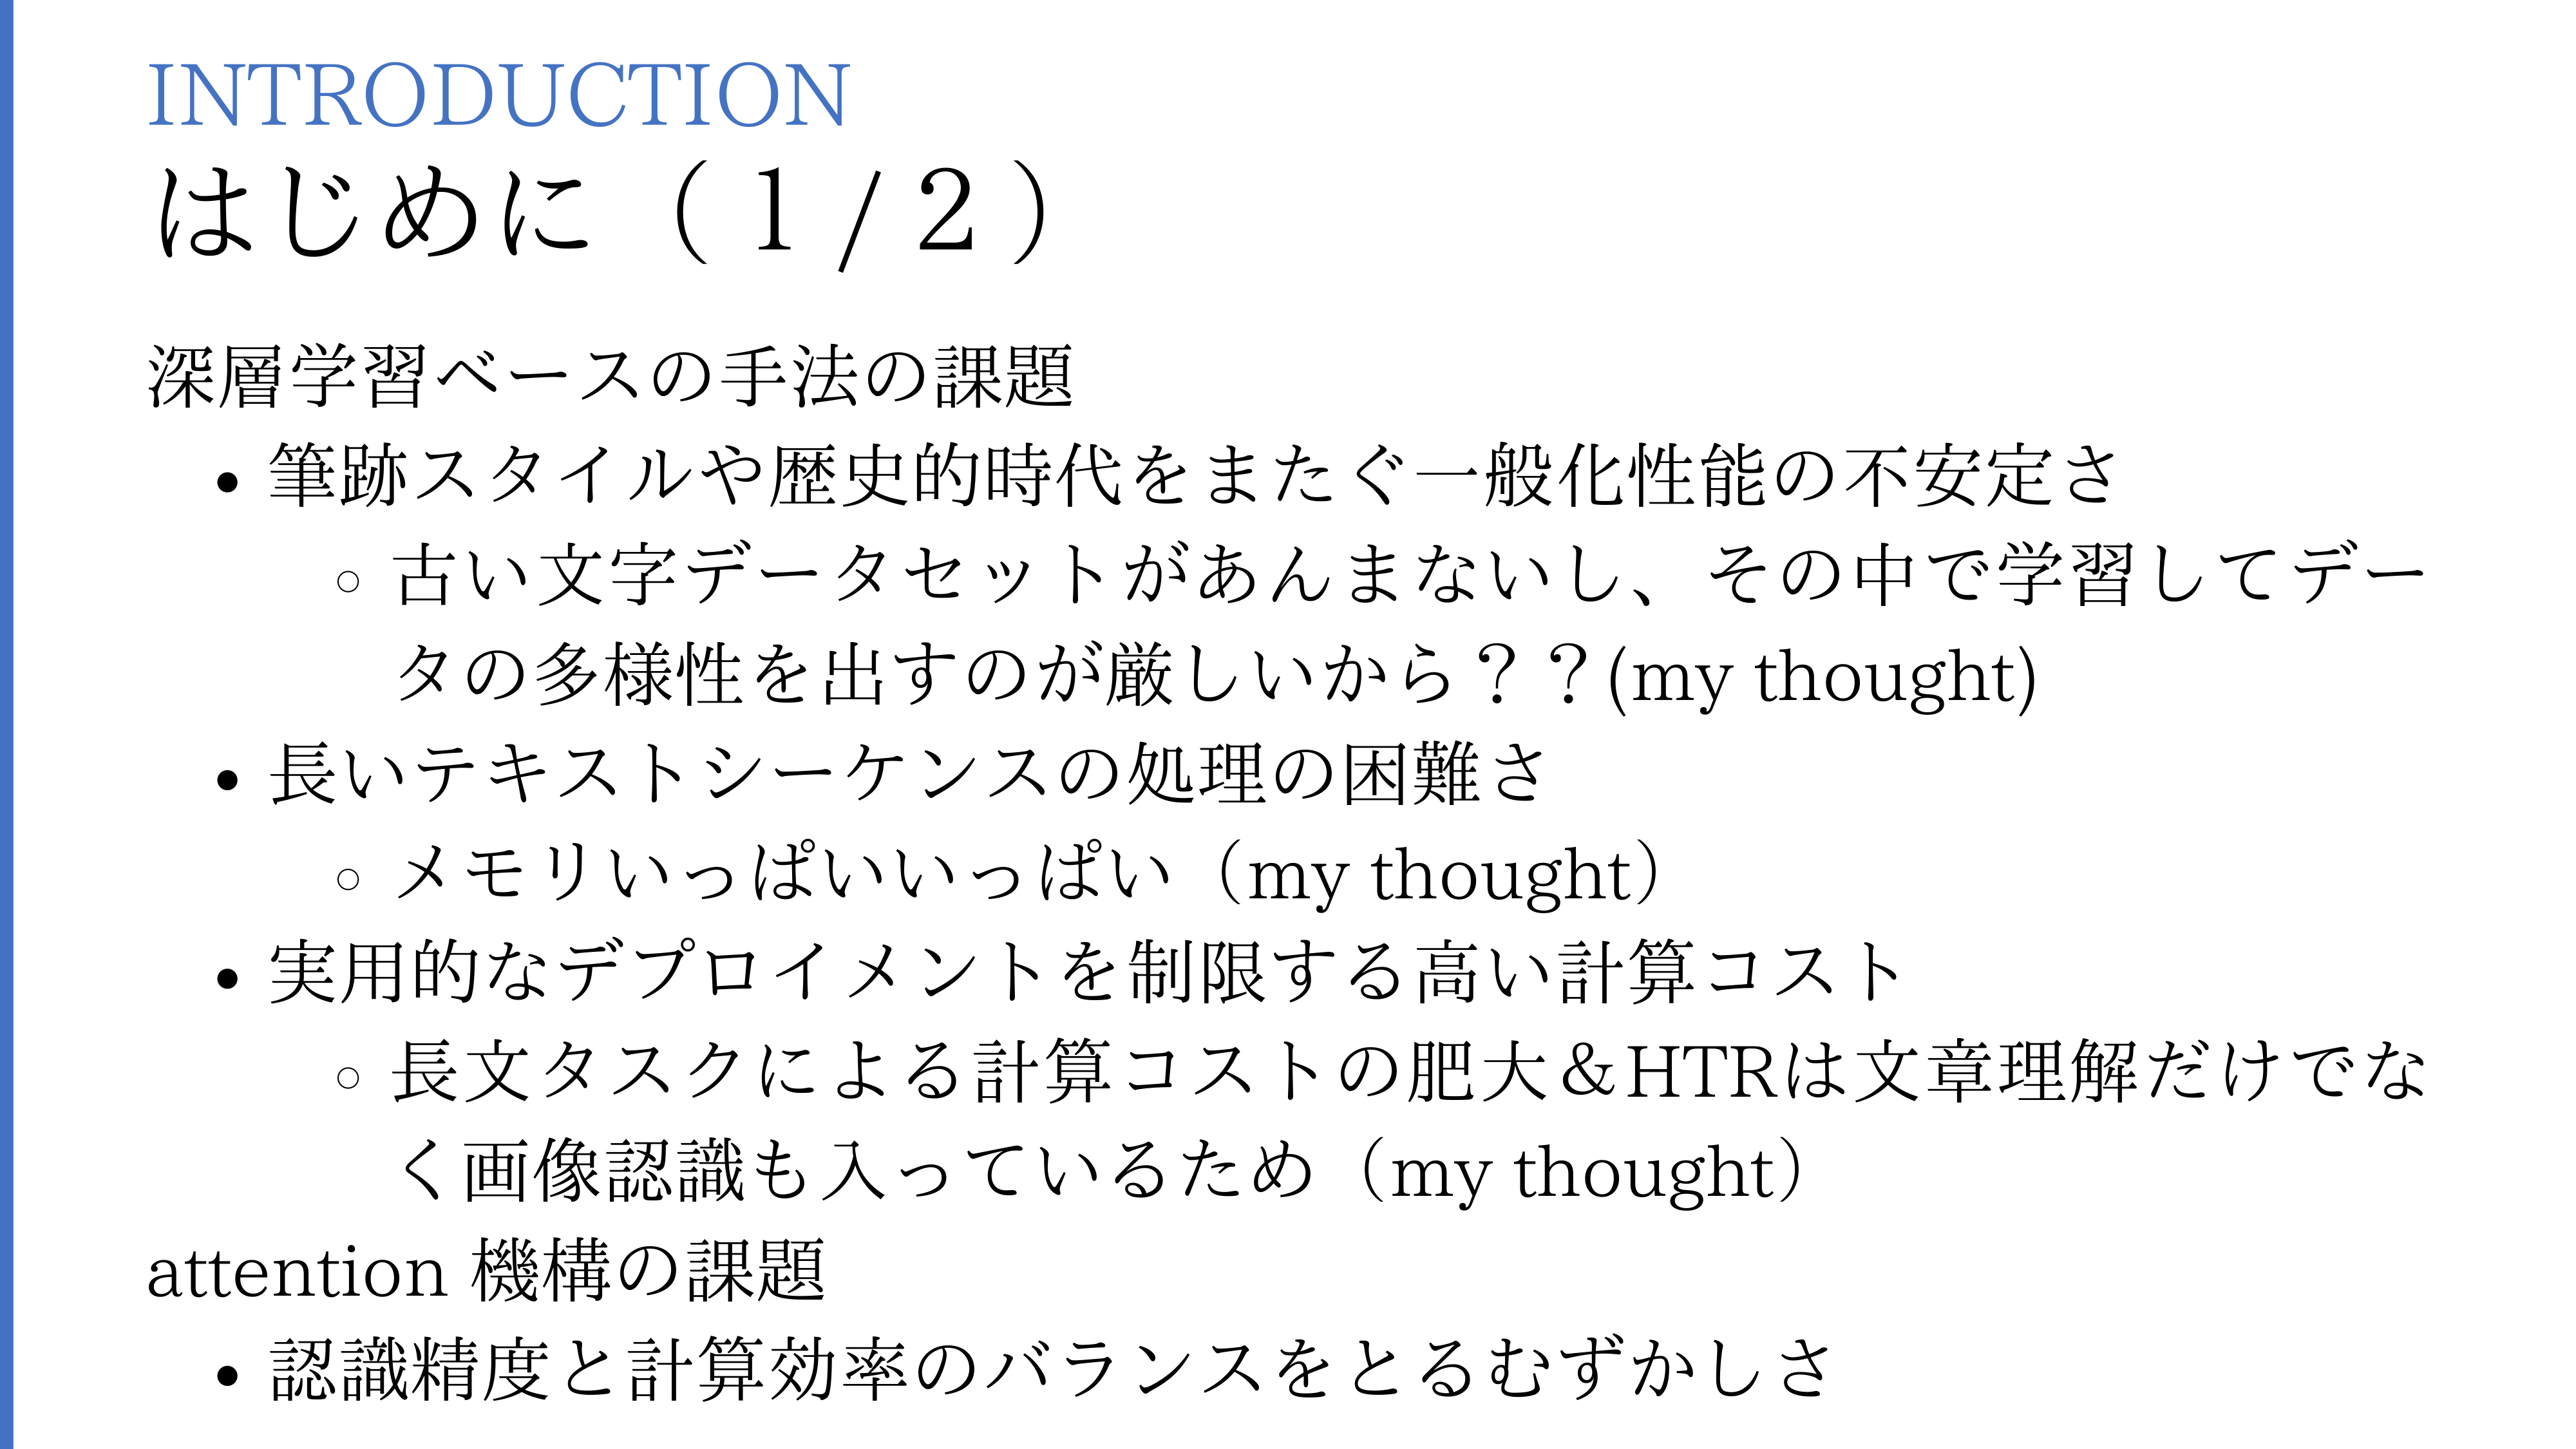 INTRODUCTION
はじめに（１/２）
深層学習ベースの手法の課題
• 筆跡スタイルや歴史的時代をまたぐ一般化性能の不安定さ
○ 古い文字データセットがあんまないし、その中で学習してデー
タの多様性を出すのが厳しいから？？(my thought)
• 長いテキストシーケンスの処理の困難さ
○ メモリいっぱいいっぱい（my thought）
• 実用的なデプロイメントを制限する高い計算コスト
○ 長文タスクによる計算コストの肥大＆HTRは文章理解だけでな
く画像認識も入っているため（my thought）
attention 機構の課題
• 認識精度と計算効率のバランスをとるむずかしさ